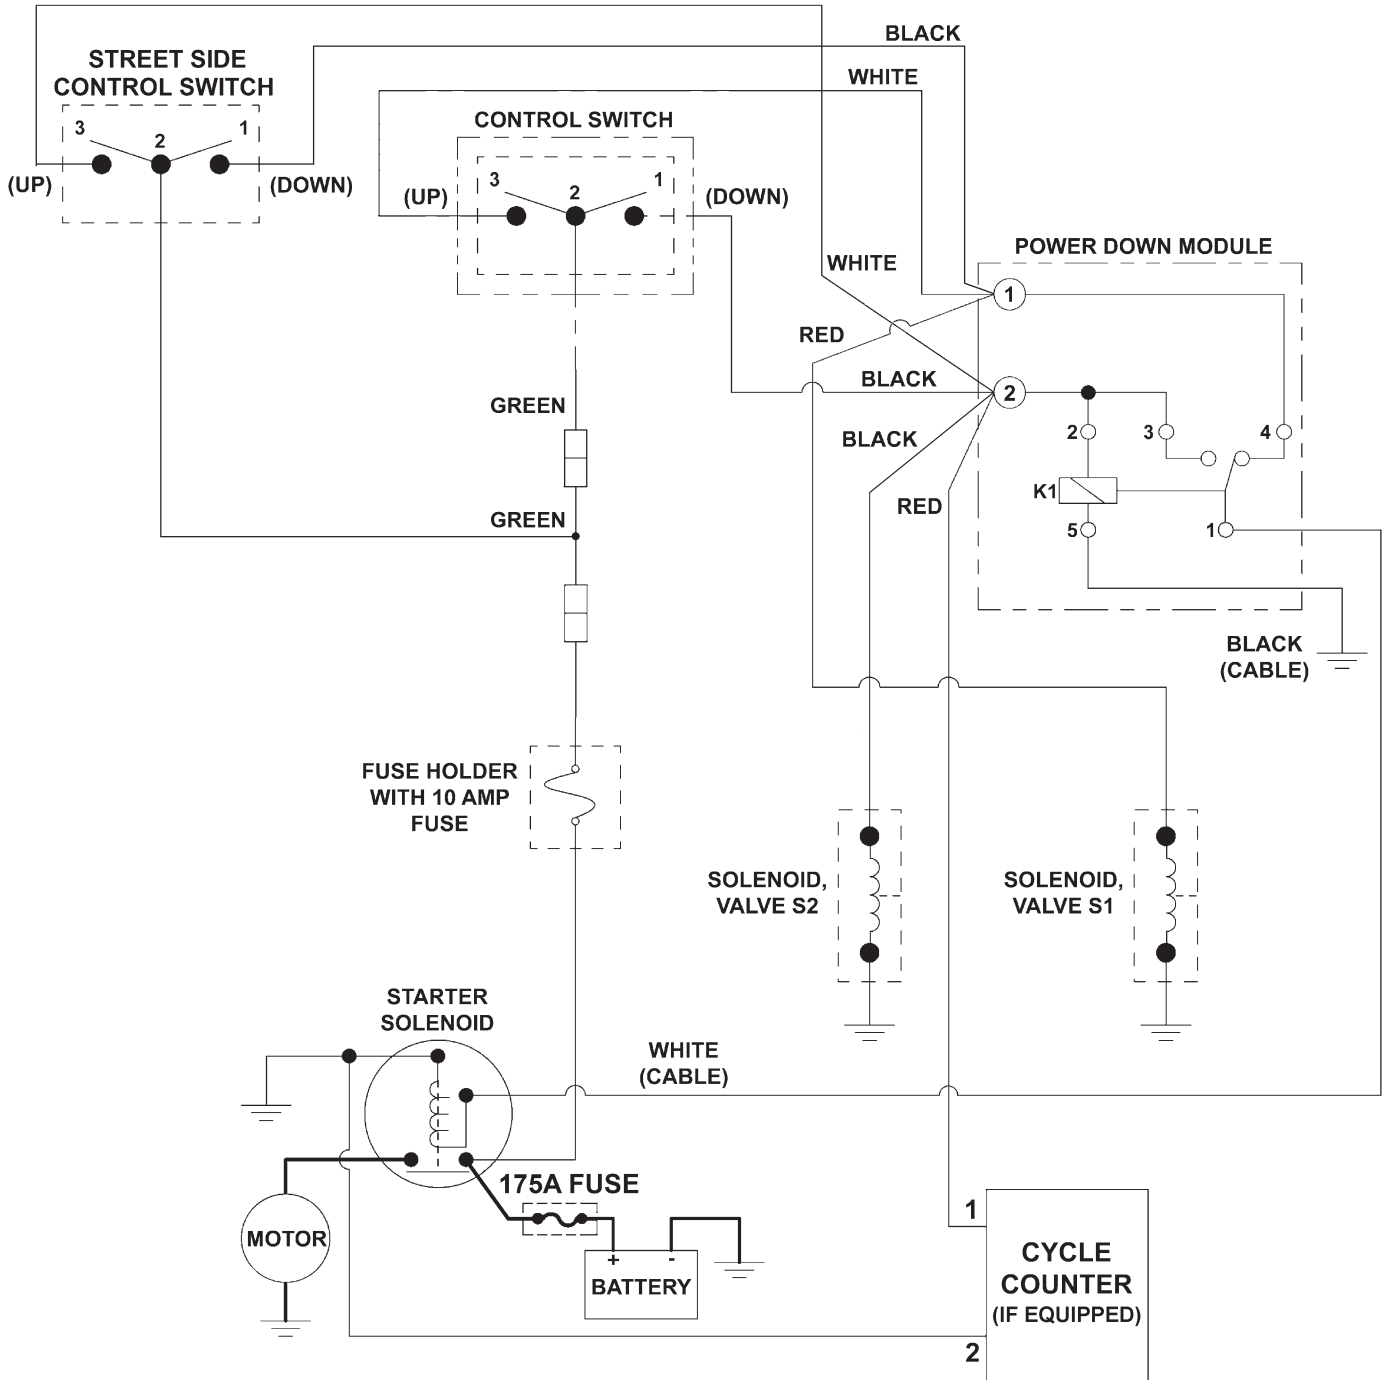 BLACK
WHITE
STREET SIDE
CONTROL SWITCH
3
2
1
(UP)
(DOWN)
CONTROL SWITCH
3
2
1
(UP)
(DOWN)
POWER DOWN MODULE
WHITE
1
RED
BLACK
2
GREEN
BLACK
2
3
4
K1
RED
GREEN
5
1
BLACK
(CABLE)
FUSE HOLDER
WITH 10 AMP
FUSE
SOLENOID,
VALVE S2
SOLENOID,
VALVE S1
STARTER
SOLENOID
WHITE
(CABLE)
175A FUSE
MOTOR
+ -
BATTERY
1
CYCLE
COUNTER
(IF EQUIPPED)
2